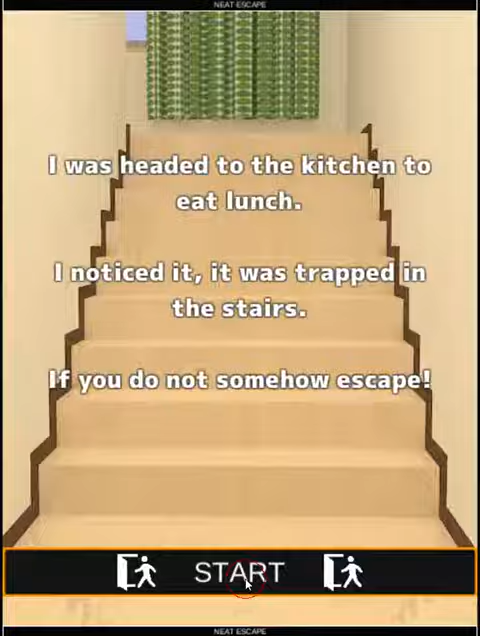 NEAT ESCAPE
I was headed to the kitchen to
eat lunch.
I noticed it, it was trapped in
the stairs.
If you do not somehow escape!
START
NEAT ESCAPE